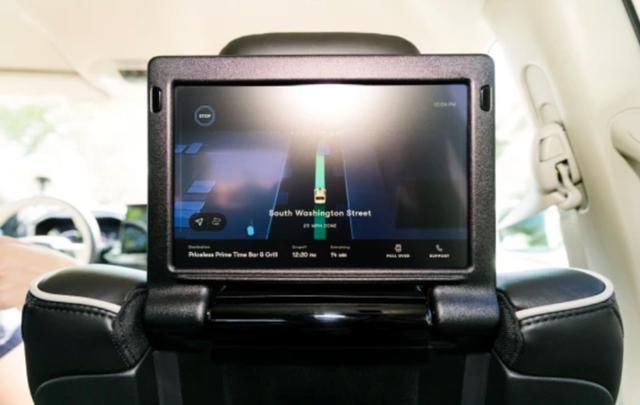 STOP
South Washington Street
25 MPH ZONE
Destination
Priceless Prime Time Bar & Grill
Dropoff
12:20 PM
Remaining
14 MIN
PULL OVER
SUPPORT